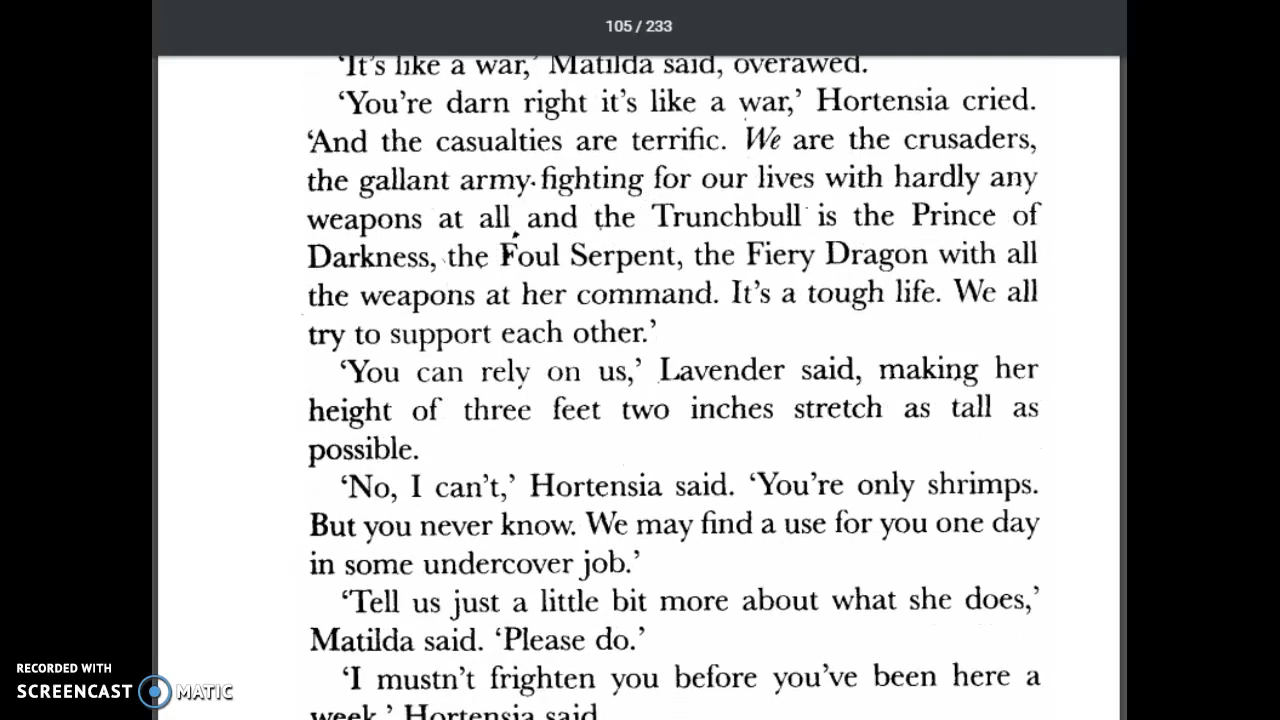 105 / 233
'It's like a war,' Matilda said, overawed.
'You're darn right it's like a war,' Hortensia cried.
'And the casualties are terrific. We are the crusaders,
the gallant army fighting for our lives with hardly any
weapons at all and the Trunchbull is the Prince of
Darkness, the Foul Serpent, the Fiery Dragon with all
the weapons at her command. It's a tough life. We all
try to support each other.'
'You can rely on us,' Lavender said, making her
height of three feet two inches stretch as tall as
possible.
'No, I can't,' Hortensia said. 'You're only shrimps.
But you never know. We may find a use for you one day
in some undercover job.'
'Tell us just a little bit more about what she does,'
Matilda said. 'Please do.'
'I mustn't frighten you before you've been here a
week,' Hortensia said
RECORDED WITH
SCREENCAST MATIC